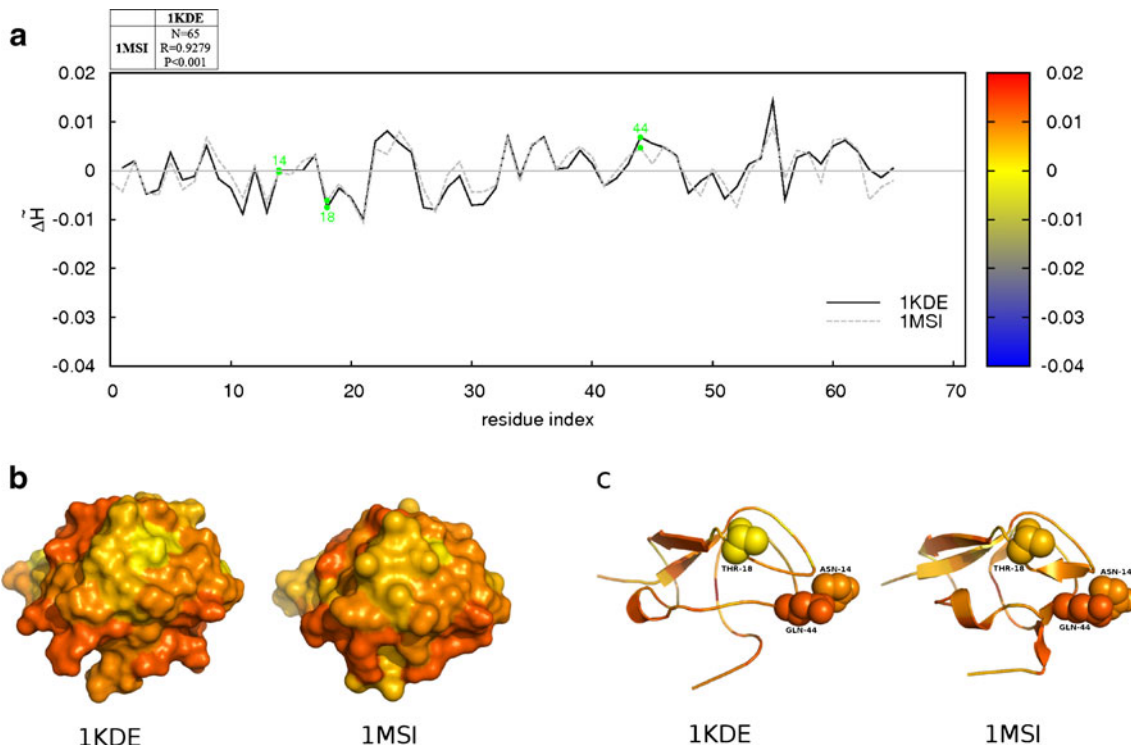 1KDE
1MSI
N=65
R=0.9279
P<0.001
a
0.02
0.01
0
-0.01
-0.02
-0.03
-0.04
ΔH̃
14
18
44
1KDE
1MSI
0 10 20 30 40 50 60 70
residue index
0.02
0.01
0
-0.01
-0.02
-0.03
-0.04
b
1KDE
1MSI
c
THR-18
ASN-14
GLN-44
1KDE
THR-18
ASN-14
GLN-44
1MSI